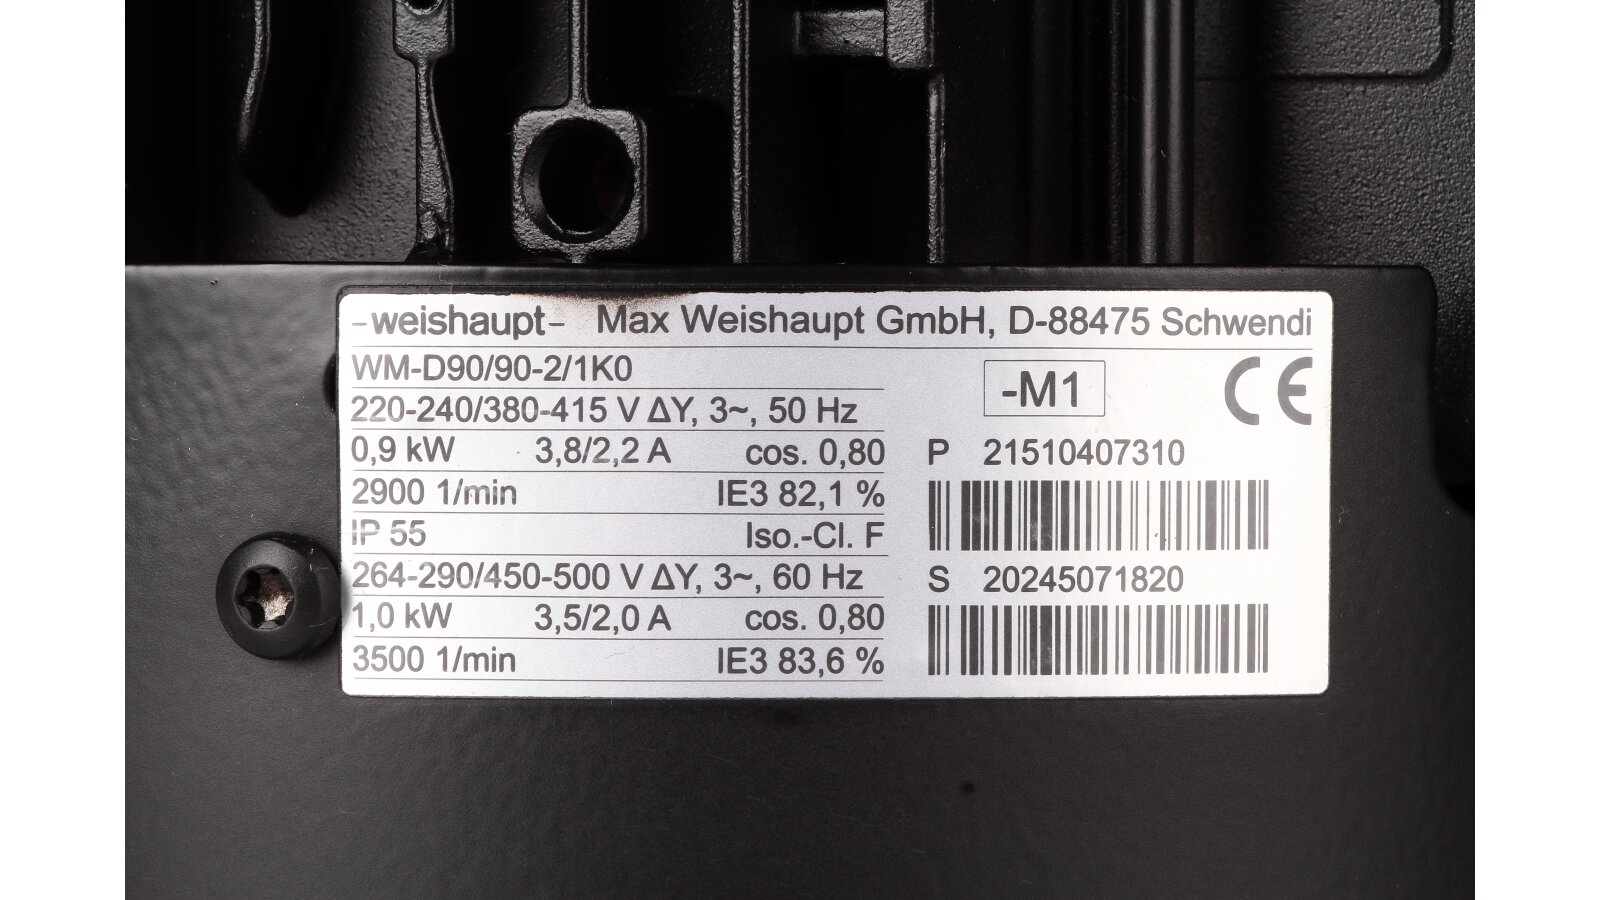 -weishaupt- Max Weishaupt GmbH, D-88475 Schwendi
WM-D90/90-2/1K0
220-240/380-415 V ΔY, 3~, 50 Hz
0,9 kW 3,8/2,2 A cos. 0,80
2900 1/min IE3 82,1 %
IP 55 Iso.-Cl. F
264-290/450-500 V ΔY, 3~, 60 Hz
1,0 kW 3,5/2,0 A cos. 0,80
3500 1/min IE3 83,6 %
-M1
CE
P 21510407310
S 20245071820